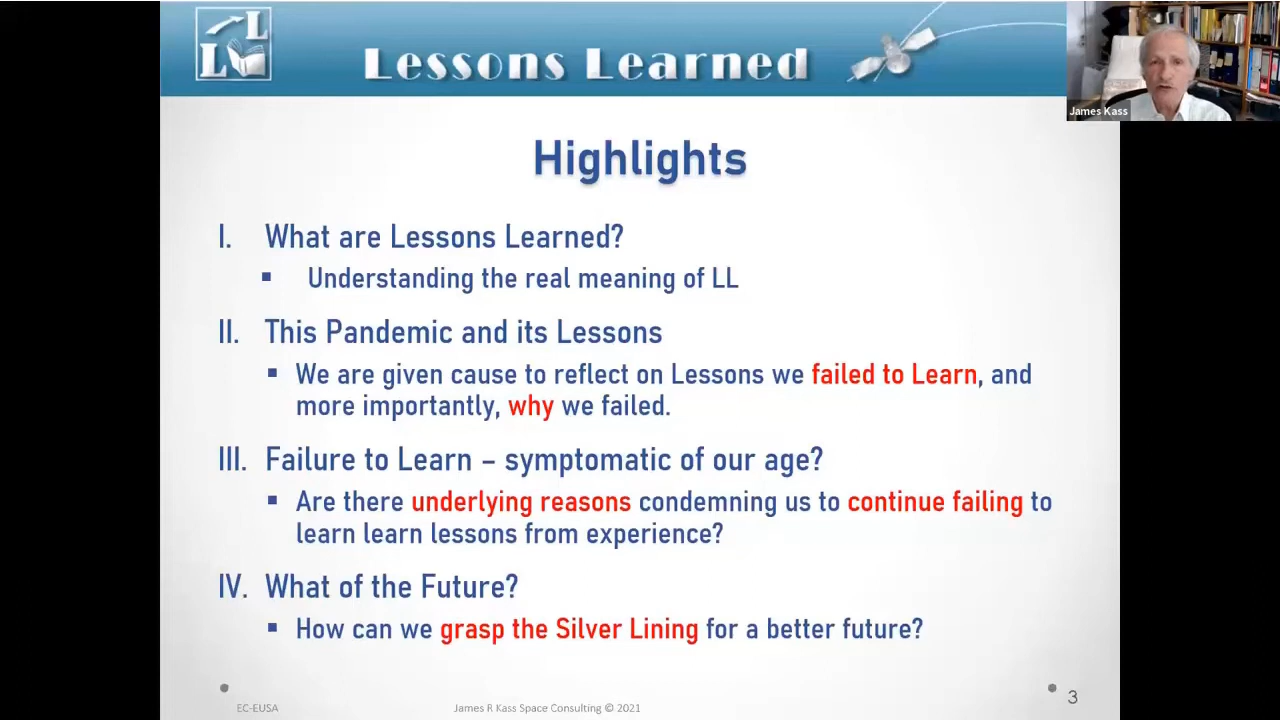 L
L
Lessons Learned
James Kass
Highlights
I. What are Lessons Learned?
▪ Understanding the real meaning of LL
II. This Pandemic and its Lessons
▪ We are given cause to reflect on Lessons we failed to Learn, and
more importantly, why we failed.
III. Failure to Learn – symptomatic of our age?
▪ Are there underlying reasons condemning us to continue failing to
learn learn lessons from experience?
IV. What of the Future?
▪ How can we grasp the Silver Lining for a better future?
EC-EUSA
James R Kass Space Consulting © 2021
3